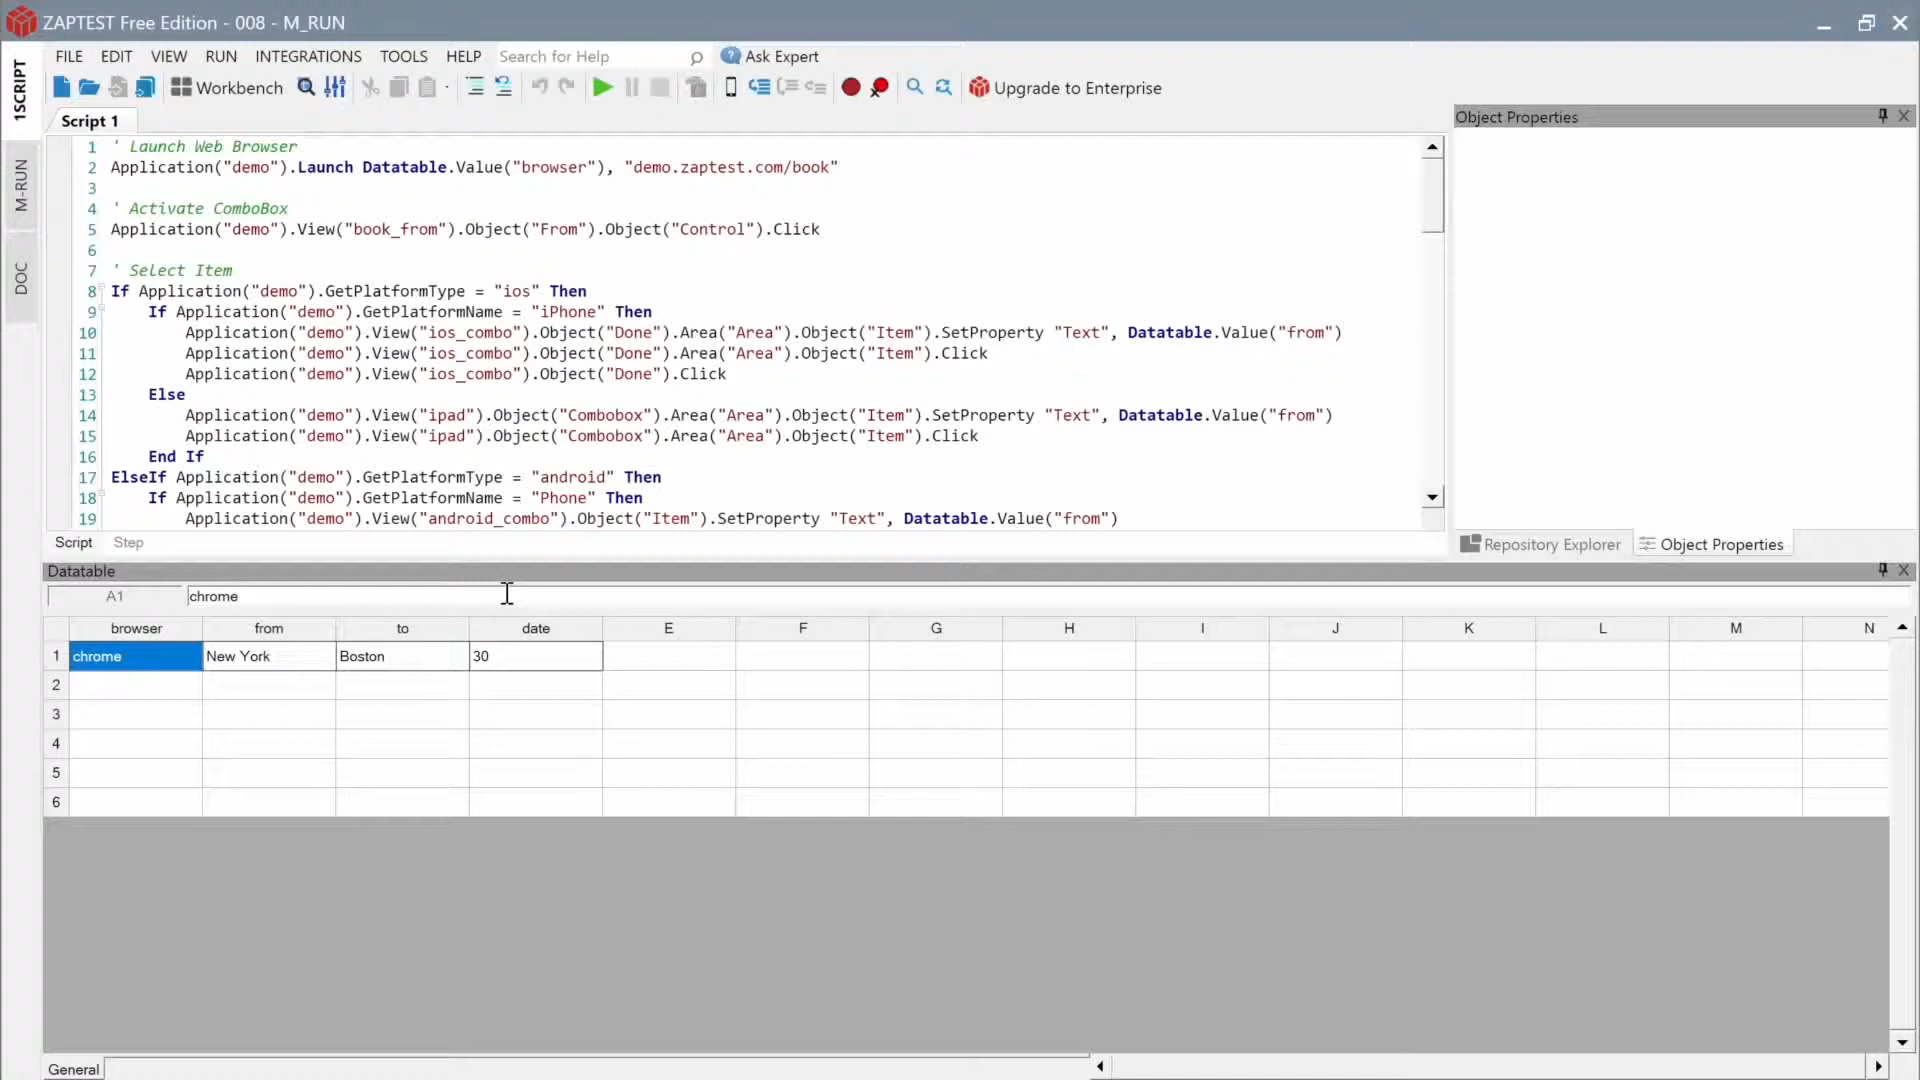 ZAPTEST Free Edition - 008 - M_RUN
FILE EDIT VIEW RUN INTEGRATIONS TOOLS HELP Search for Help Ask Expert
Workbench Upgrade to Enterprise
1SCRIPT
M-RUN
DOC
Script 1
1 ' Launch Web Browser
2 Application("demo").Launch Datatable.Value("browser"), "demo.zaptest.com/book"
3
4 ' Activate ComboBox
5 Application("demo").View("book_from").Object("From").Object("Control").Click
6
7 ' Select Item
8 If Application("demo").GetPlatformType = "ios" Then
9 If Application("demo").GetPlatformName = "iPhone" Then
10 Application("demo").View("ios_combo").Object("Done").Area("Area").Object("Item").SetProperty "Text", Datatable.Value("from")
11 Application("demo").View("ios_combo").Object("Done").Area("Area").Object("Item").Click
12 Application("demo").View("ios_combo").Object("Done").Click
13 Else
14 Application("demo").View("ipad").Object("Combobox").Area("Area").Object("Item").SetProperty "Text", Datatable.Value("from")
15 Application("demo").View("ipad").Object("Combobox").Area("Area").Object("Item").Click
16 End If
17 ElseIf Application("demo").GetPlatformType = "android" Then
18 If Application("demo").GetPlatformName = "Phone" Then
19 Application("demo").View("android_combo").Object("Item").SetProperty "Text", Datatable.Value("from")
Script Step
Object Properties
Repository Explorer Object Properties
Datatable
A1 chrome
browser from to date E F G H I J K L M N
1 chrome New York Boston 30
2
3
4
5
6
General